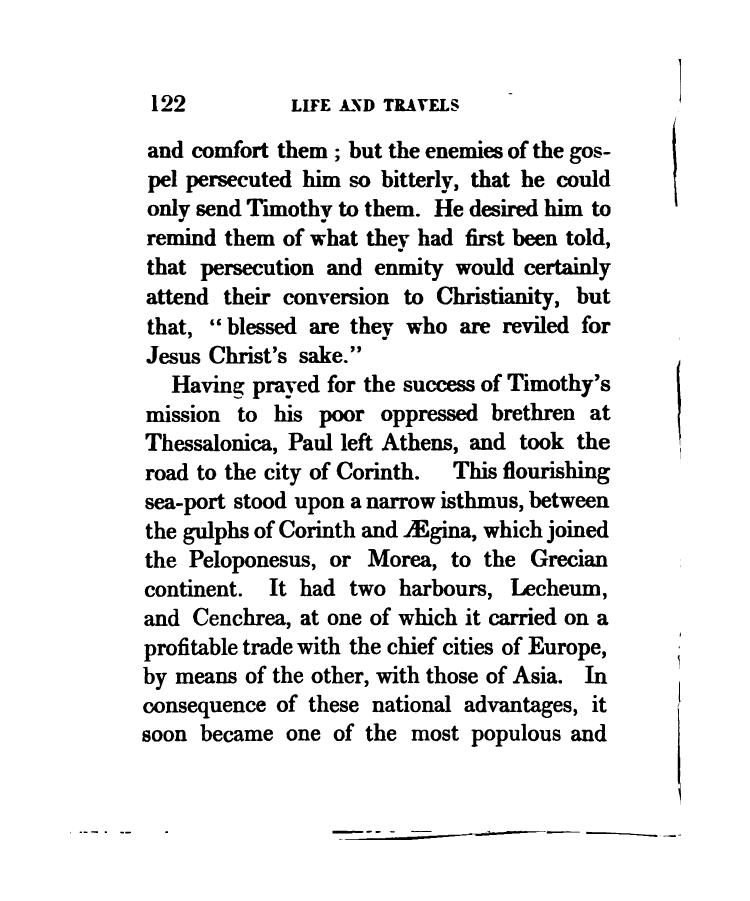 122 LIFE AND TRAVELS
and comfort them ; but the enemies of the gos-
pel persecuted him so bitterly, that he could
only send Timothy to them. He desired him to
remind them of what they had first been told,
that persecution and enmity would certainly
attend their conversion to Christianity, but
that, “ blessed are they who are reviled for
Jesus Christ’s sake.”
Having prayed for the success of Timothy’s
mission to his poor oppressed brethren at
Thessalonica, Paul left Athens, and took the
road to the city of Corinth. This flourishing
sea-port stood upon a narrow isthmus, between
the gulphs of Corinth and Ægina, which joined
the Peloponesus, or Morea, to the Grecian
continent. It had two harbours, Lecheum,
and Cenchrea, at one of which it carried on a
profitable trade with the chief cities of Europe,
by means of the other, with those of Asia. In
consequence of these national advantages, it
soon became one of the most populous and